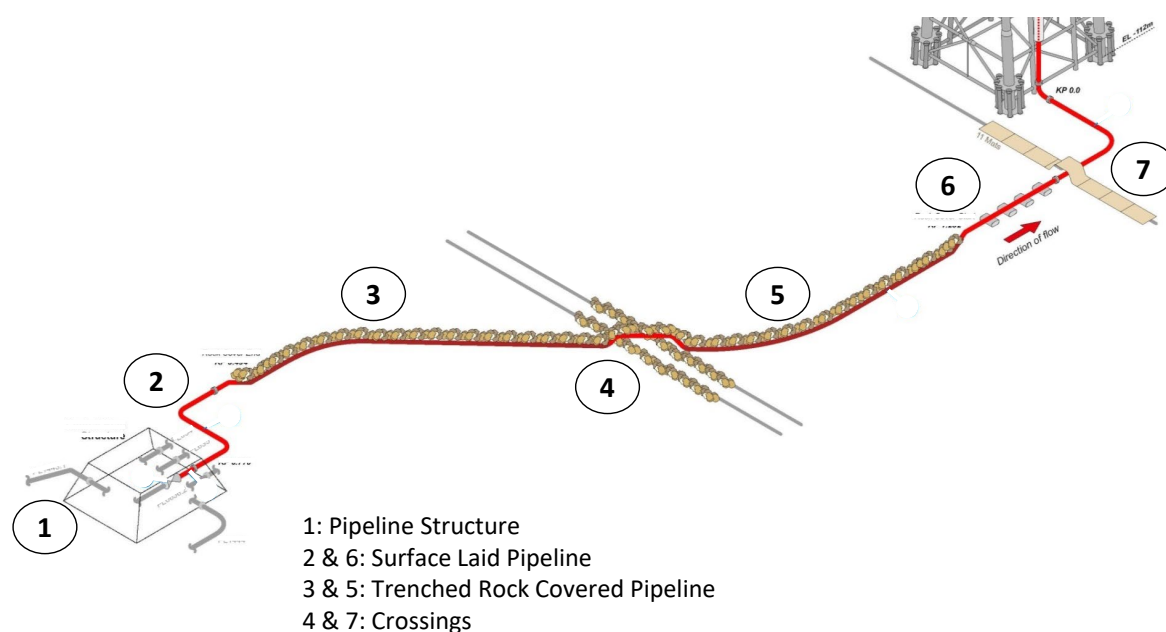 EL -112m
KP 0.0
11 Mats
7
6
Direction of flow
5
3
4
2
Structure
1
1: Pipeline Structure
2 & 6: Surface Laid Pipeline
3 & 5: Trenched Rock Covered Pipeline
4 & 7: Crossings